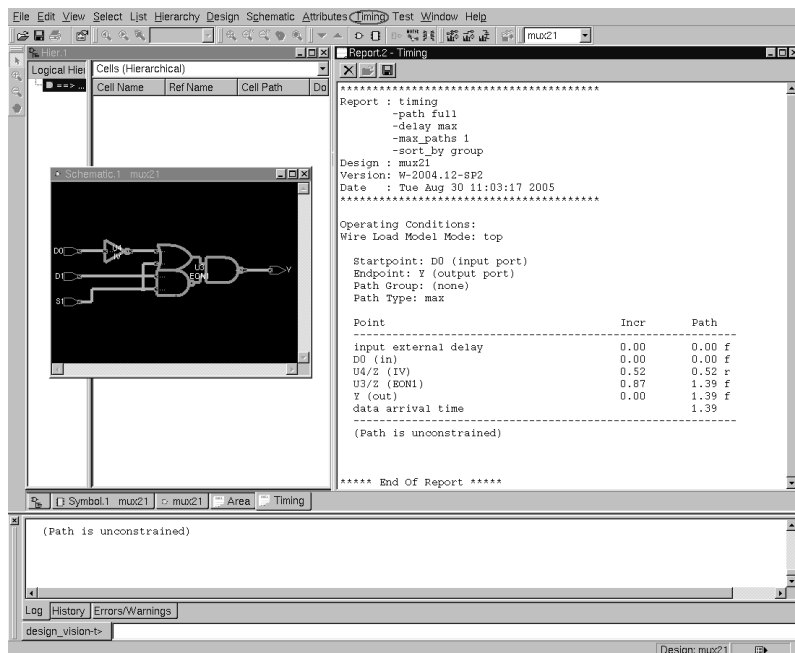 File Edit View Select List Hierarchy Design Schematic Attributes Timing Test Window Help
mux21
Hier.1
Logical Hier
Cells (Hierarchical)
==> ...
Cell Name Ref Name Cell Path Do
Schematic.1 mux21
D0
D1
S1
U4
IV
U3
EON1
Y
Report.2 - Timing
****************************************
Report : timing
-path full
-delay max
-max_paths 1
-sort_by group
Design : mux21
Version: W-2004.12-SP2
Date : Tue Aug 30 11:03:17 2005
****************************************
Operating Conditions:
Wire Load Model Mode: top
Startpoint: D0 (input port)
Endpoint: Y (output port)
Path Group: (none)
Path Type: max
Point Incr Path
-----------------------------------------------------------
input external delay 0.00 0.00 f
D0 (in) 0.00 0.00 f
U4/Z (IV) 0.52 0.52 r
U3/Z (EON1) 0.87 1.39 f
Y (out) 0.00 1.39 f
data arrival time 1.39
-----------------------------------------------------------
(Path is unconstrained)
***** End Of Report *****
Symbol.1 mux21 mux21 Area Timing
(Path is unconstrained)
Log History Errors/Warnings
design_vision-t>
Design: mux21